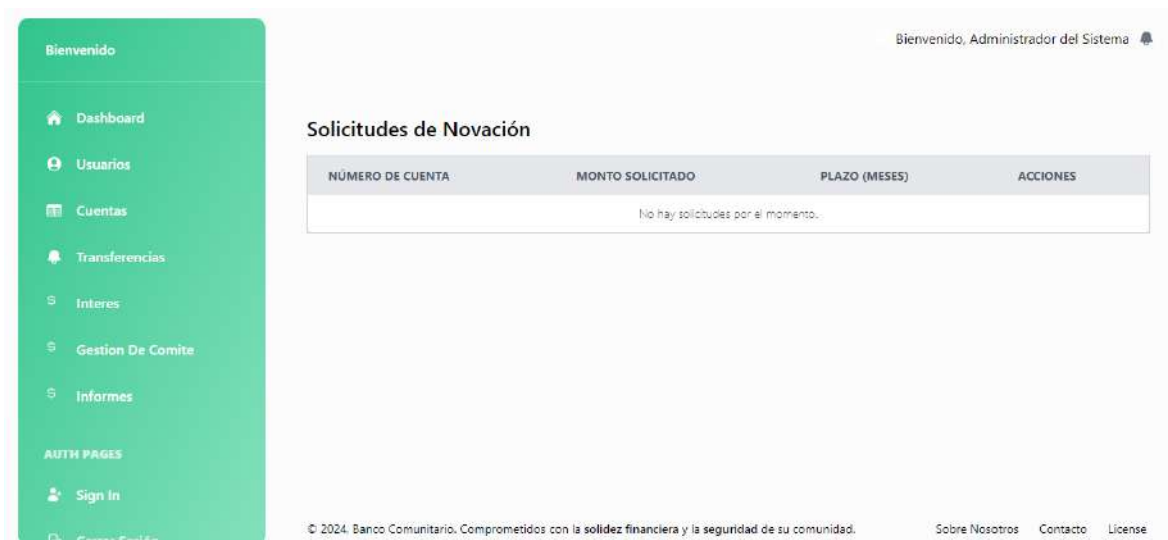 Bienvenido
Bienvenido, Administrador del Sistema
Dashboard
Usuarios
Cuentas
Transferencias
$ Interes
$ Gestion De Comite
$ Informes
AUTH PAGES
Sign In
Cerrar Sesión
Solicitudes de Novación
NÚMERO DE CUENTA MONTO SOLICITADO PLAZO (MESES) ACCIONES
No hay solicitudes por el momento.
© 2024. Banco Comunitario. Comprometidos con la solidez financiera y la seguridad de su comunidad. Sobre Nosotros Contacto License